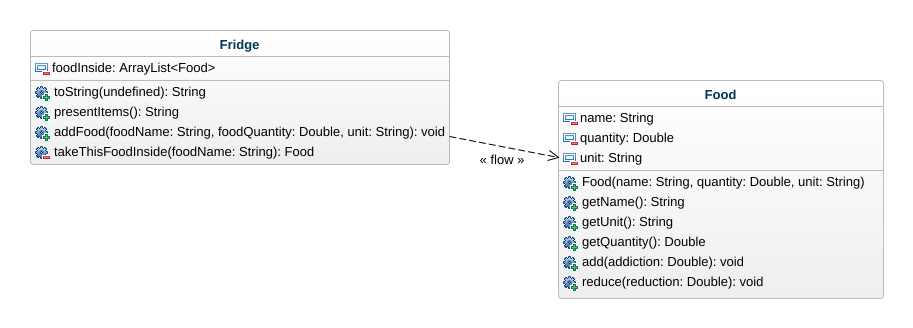 Fridge
foodInside: ArrayList<Food>
toString(undefined): String
presentItems(): String
addFood(foodName: String, foodQuantity: Double, unit: String): void
takeThisFoodInside(foodName: String): Food
« flow »
Food
name: String
quantity: Double
unit: String
Food(name: String, quantity: Double, unit: String)
getName(): String
getUnit(): String
getQuantity(): Double
add(addiction: Double): void
reduce(reduction: Double): void